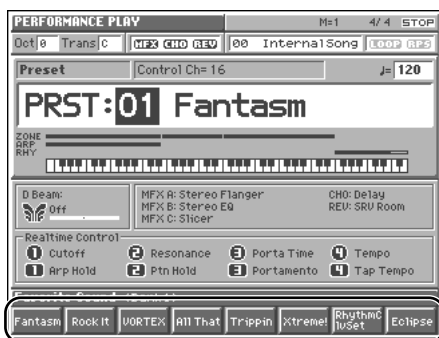 PERFORMANCE PLAY M=1 4/4 STOP
Oct 0 Trans C MFX CHO REV 00 InternalSong LOOP RPS
Preset Control Ch=16 ♩= 120
PRST:01 Fantasm
ZONE
ARP
RHY
D Beam: Off
MFX A: Stereo Flanger CHO: Delay
MFX B: Stereo EQ REV: SRV Room
MFX C: Slicer
Realtime Control
1 Cutoff 2 Resonance 3 Porta Time 4 Tempo
1 Arp Hold 2 Ptn Hold 3 Portamento 4 Tap Tempo
Fantasm Rock It VORTEX All That Trippin Xtreme! RhythmC Eclipse